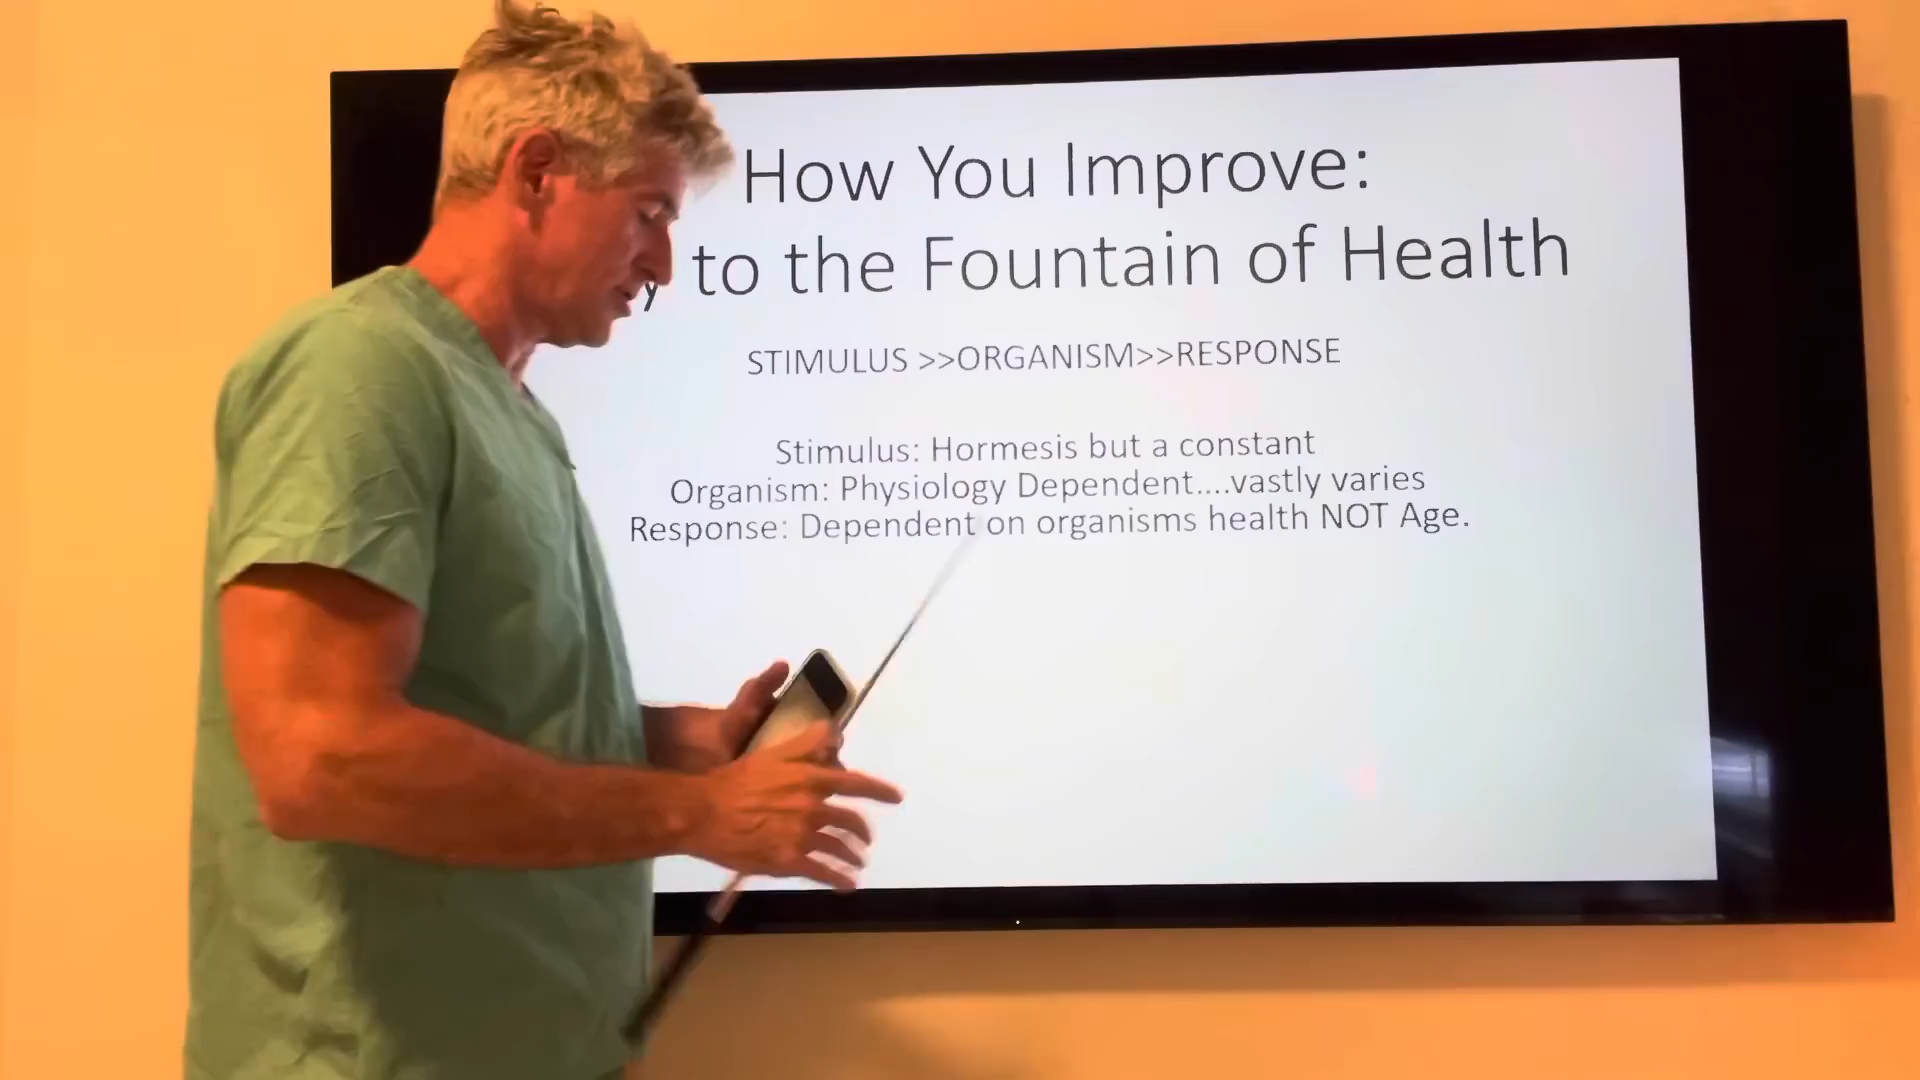 How You Improve:
to the Fountain of Health
STIMULUS >>ORGANISM>>RESPONSE
Stimulus: Hormesis but a constant
Organism: Physiology Dependent....vastly varies
Response: Dependent on organisms health NOT Age.